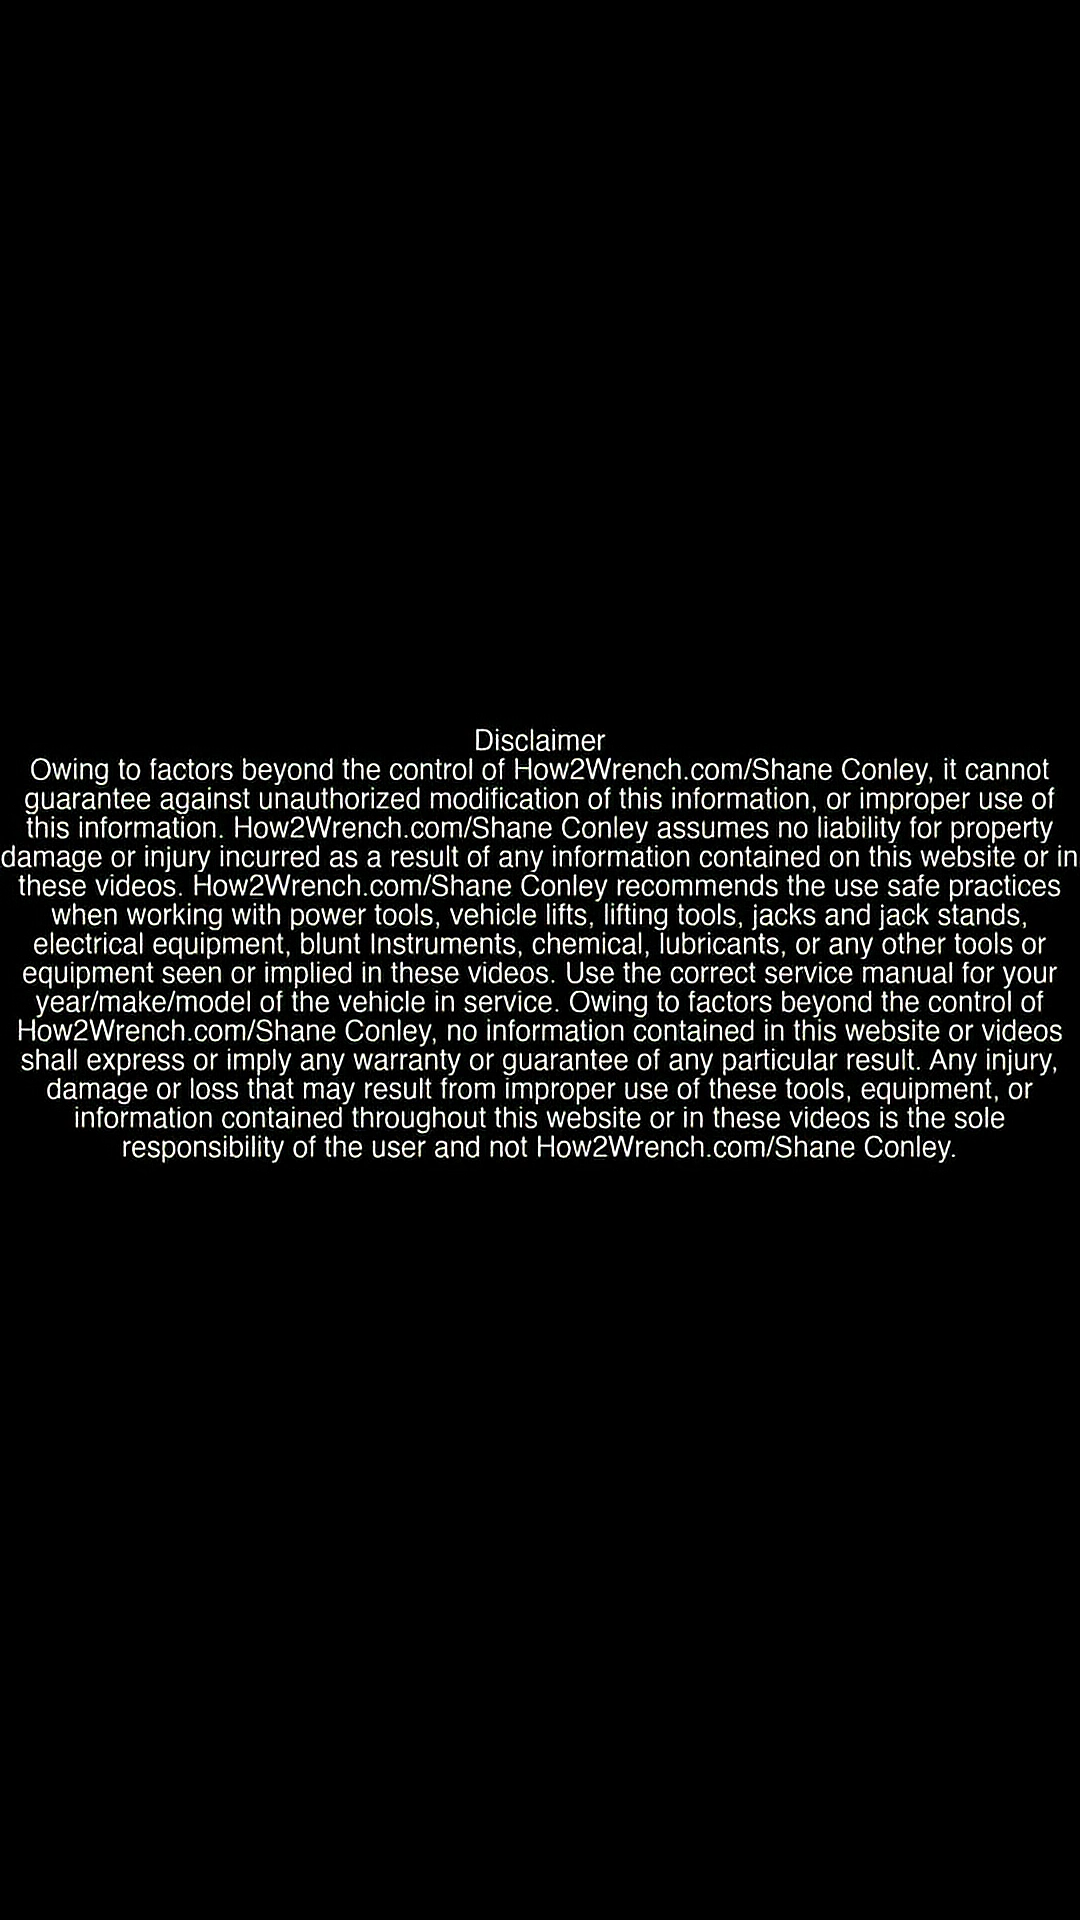 Disclaimer
Owing to factors beyond the control of How2Wrench.com/Shane Conley, it cannot
guarantee against unauthorized modification of this information, or improper use of
this information. How2Wrench.com/Shane Conley assumes no liability for property
damage or injury incurred as a result of any information contained on this website or in
these videos. How2Wrench.com/Shane Conley recommends the use safe practices
when working with power tools, vehicle lifts, lifting tools, jacks and jack stands,
electrical equipment, blunt Instruments, chemical, lubricants, or any other tools or
equipment seen or implied in these videos. Use the correct service manual for your
year/make/model of the vehicle in service. Owing to factors beyond the control of
How2Wrench.com/Shane Conley, no information contained in this website or videos
shall express or imply any warranty or guarantee of any particular result. Any injury,
damage or loss that may result from improper use of these tools, equipment, or
information contained throughout this website or in these videos is the sole
responsibility of the user and not How2Wrench.com/Shane Conley.